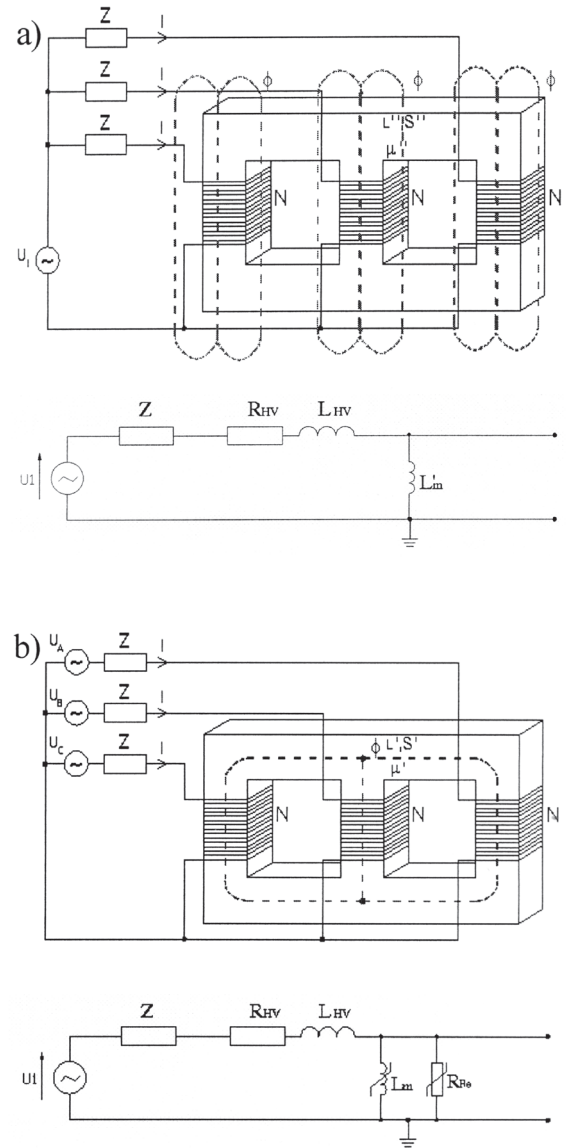 a)
Z I
Z I ϕ ϕ ϕ
Z I L'' S''
μ''
N N N
U₁
Z RHV LHV
U1 L'm
b)
UA Z I
UB Z I
UC Z I ϕ L', S'
μ'
N N N
Z RHV LHV
U1 Lm RFe